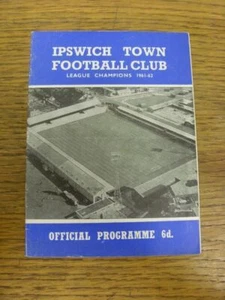 IPSWICH TOWN
FOOTBALL CLUB
LEAGUE CHAMPIONS 1961-62
OFFICIAL PROGRAMME 6d.